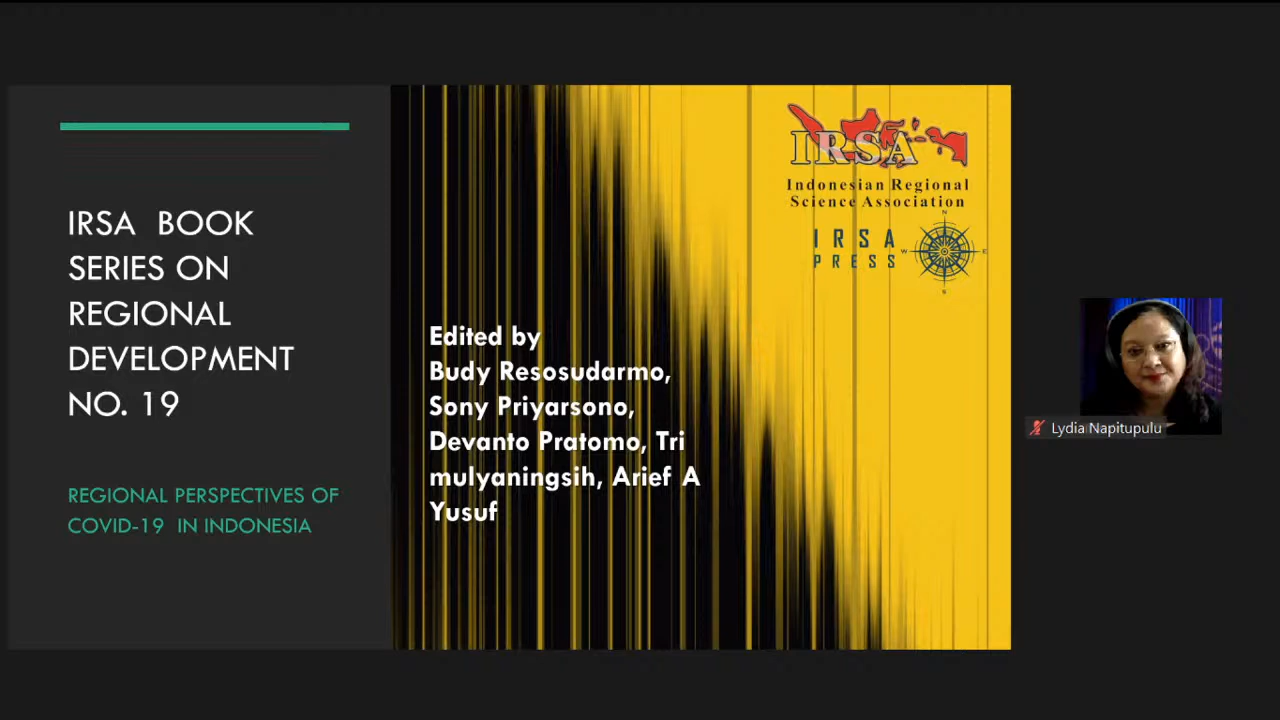 IRSA BOOK
SERIES ON
REGIONAL
DEVELOPMENT
NO. 19
REGIONAL PERSPECTIVES OF
COVID-19 IN INDONESIA
IRSA
Indonesian Regional
Science Association
IRSA
PRESS
N
W
E
S
Edited by
Budy Resosudarmo,
Sony Priyarsono,
Devanto Pratomo, Tri
mulyaningsih, Arief A
Yusuf
Lydia Napitupulu